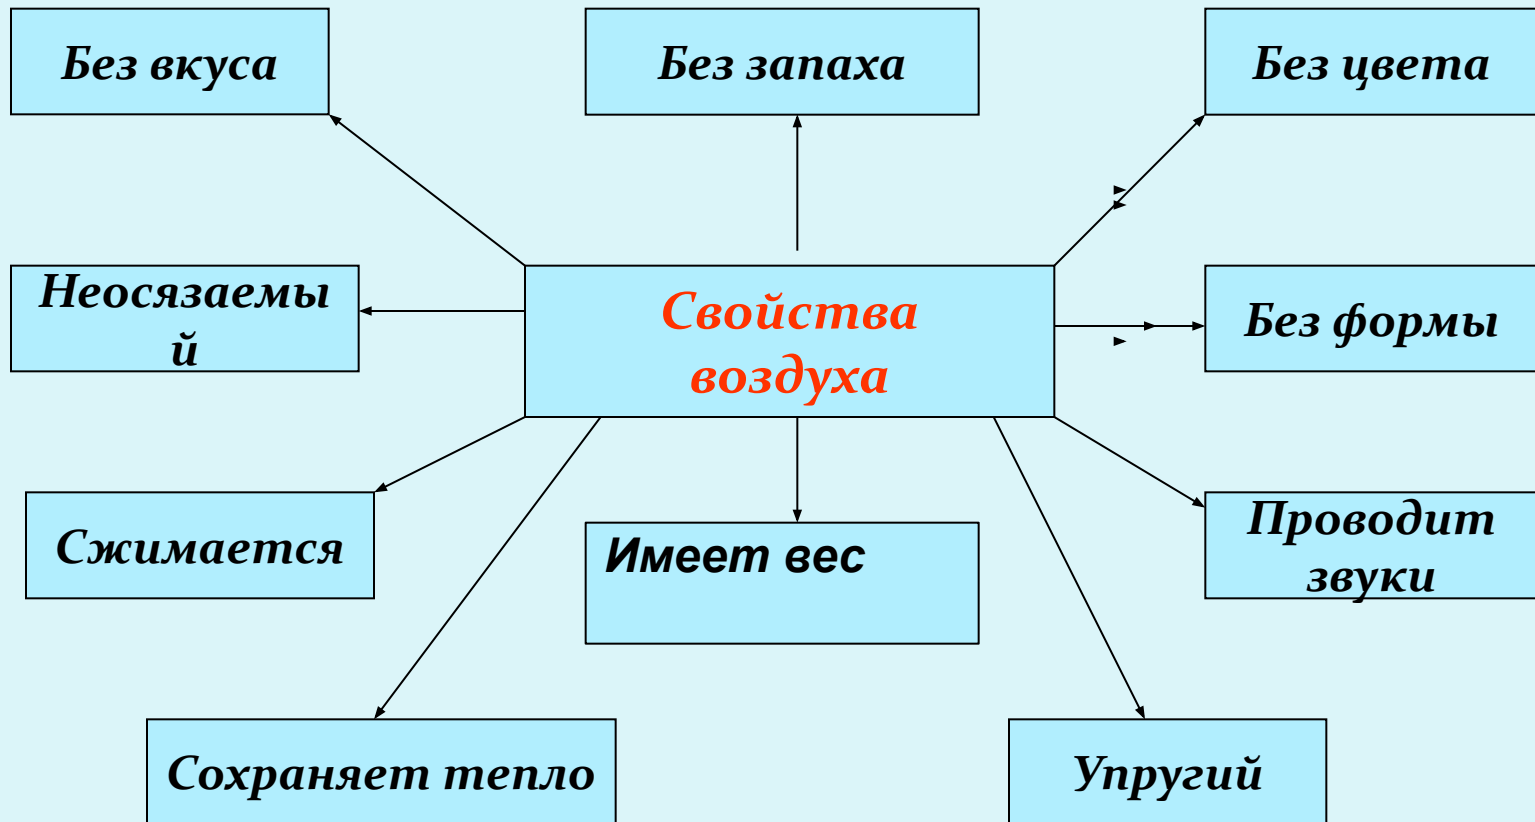 Без вкуса
Без запаха
Без цвета
Неосязаемы
й
Свойства
воздуха
Без формы
Сжимается
Имеет вес
Проводит
звуки
Сохраняет тепло
Упругий